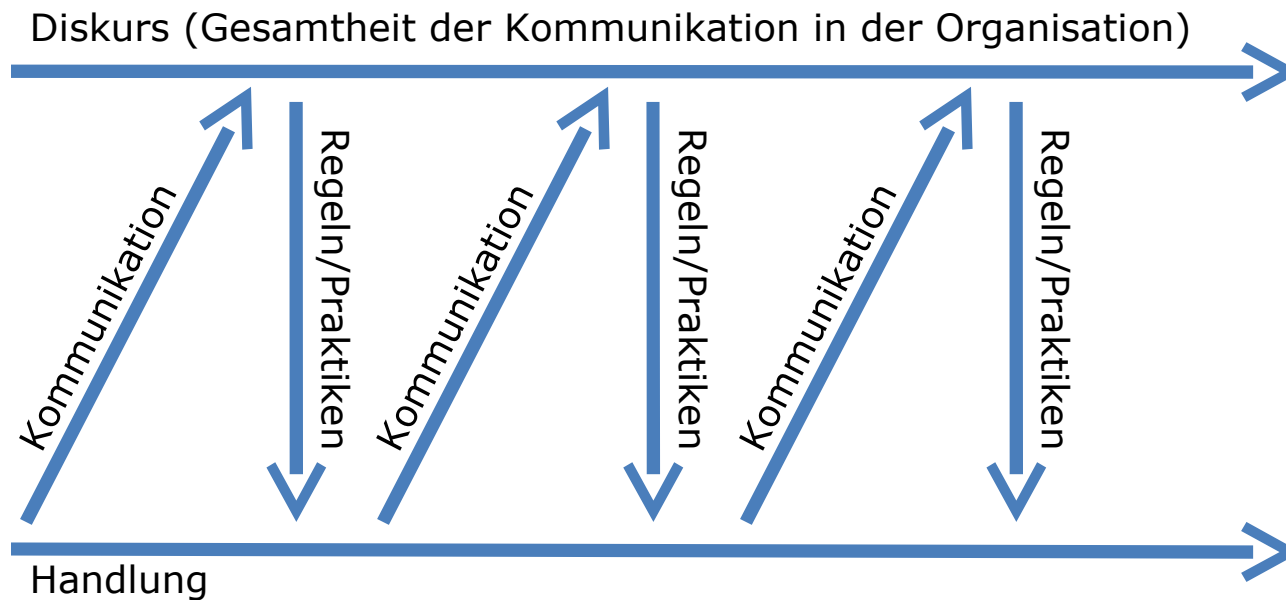 Diskurs (Gesamtheit der Kommunikation in der Organisation)
Kommunikation
Regeln/Praktiken
Kommunikation
Regeln/Praktiken
Kommunikation
Regeln/Praktiken
Handlung